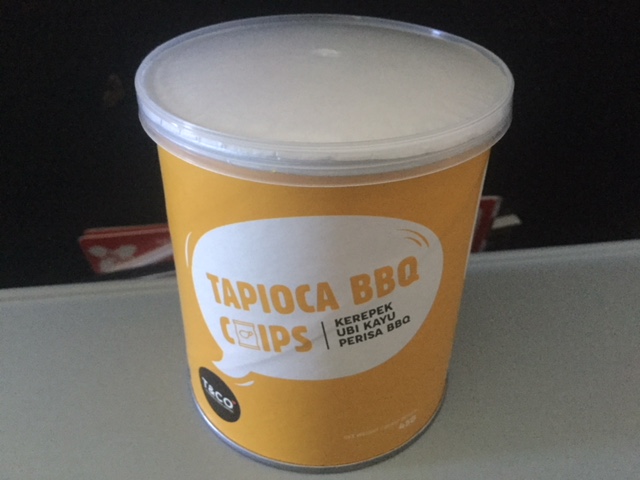 TAPIOCA BBQ
CHIPS
KEREPEK
UBI KAYU
PERISA BBQ
T&CO